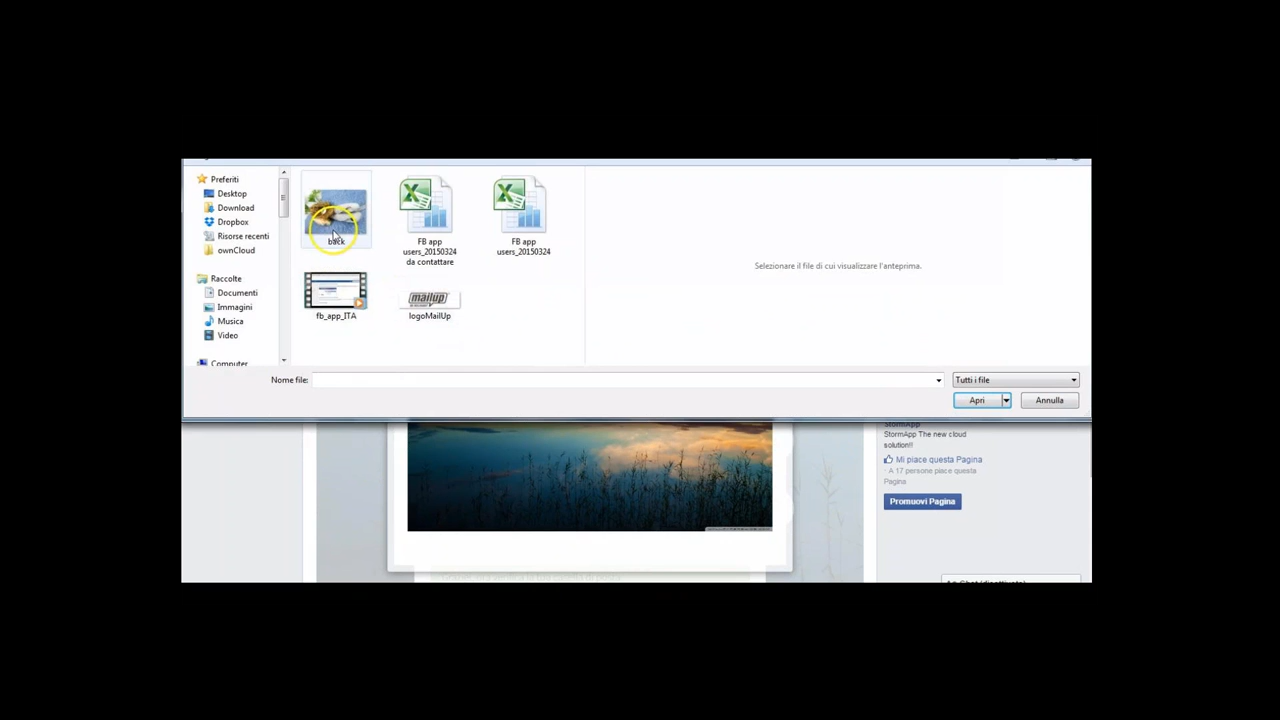 Preferiti
Desktop
Download
Dropbox
Risorse recenti
ownCloud
Raccolte
Documenti
Immagini
Musica
Video
Computer
back
FB app
users_20150324
da contattare
FB app
users_20150324
fb_app_ITA
mailup
logoMailUp
Selezionare il file di cui visualizzare l'anteprima.
Nome file:
Tutti i file
Apri
Annulla
StormApp
StormApp The new cloud
solution!!
Mi piace questa Pagina
· A 17 persone piace questa
Pagina
Promuovi Pagina